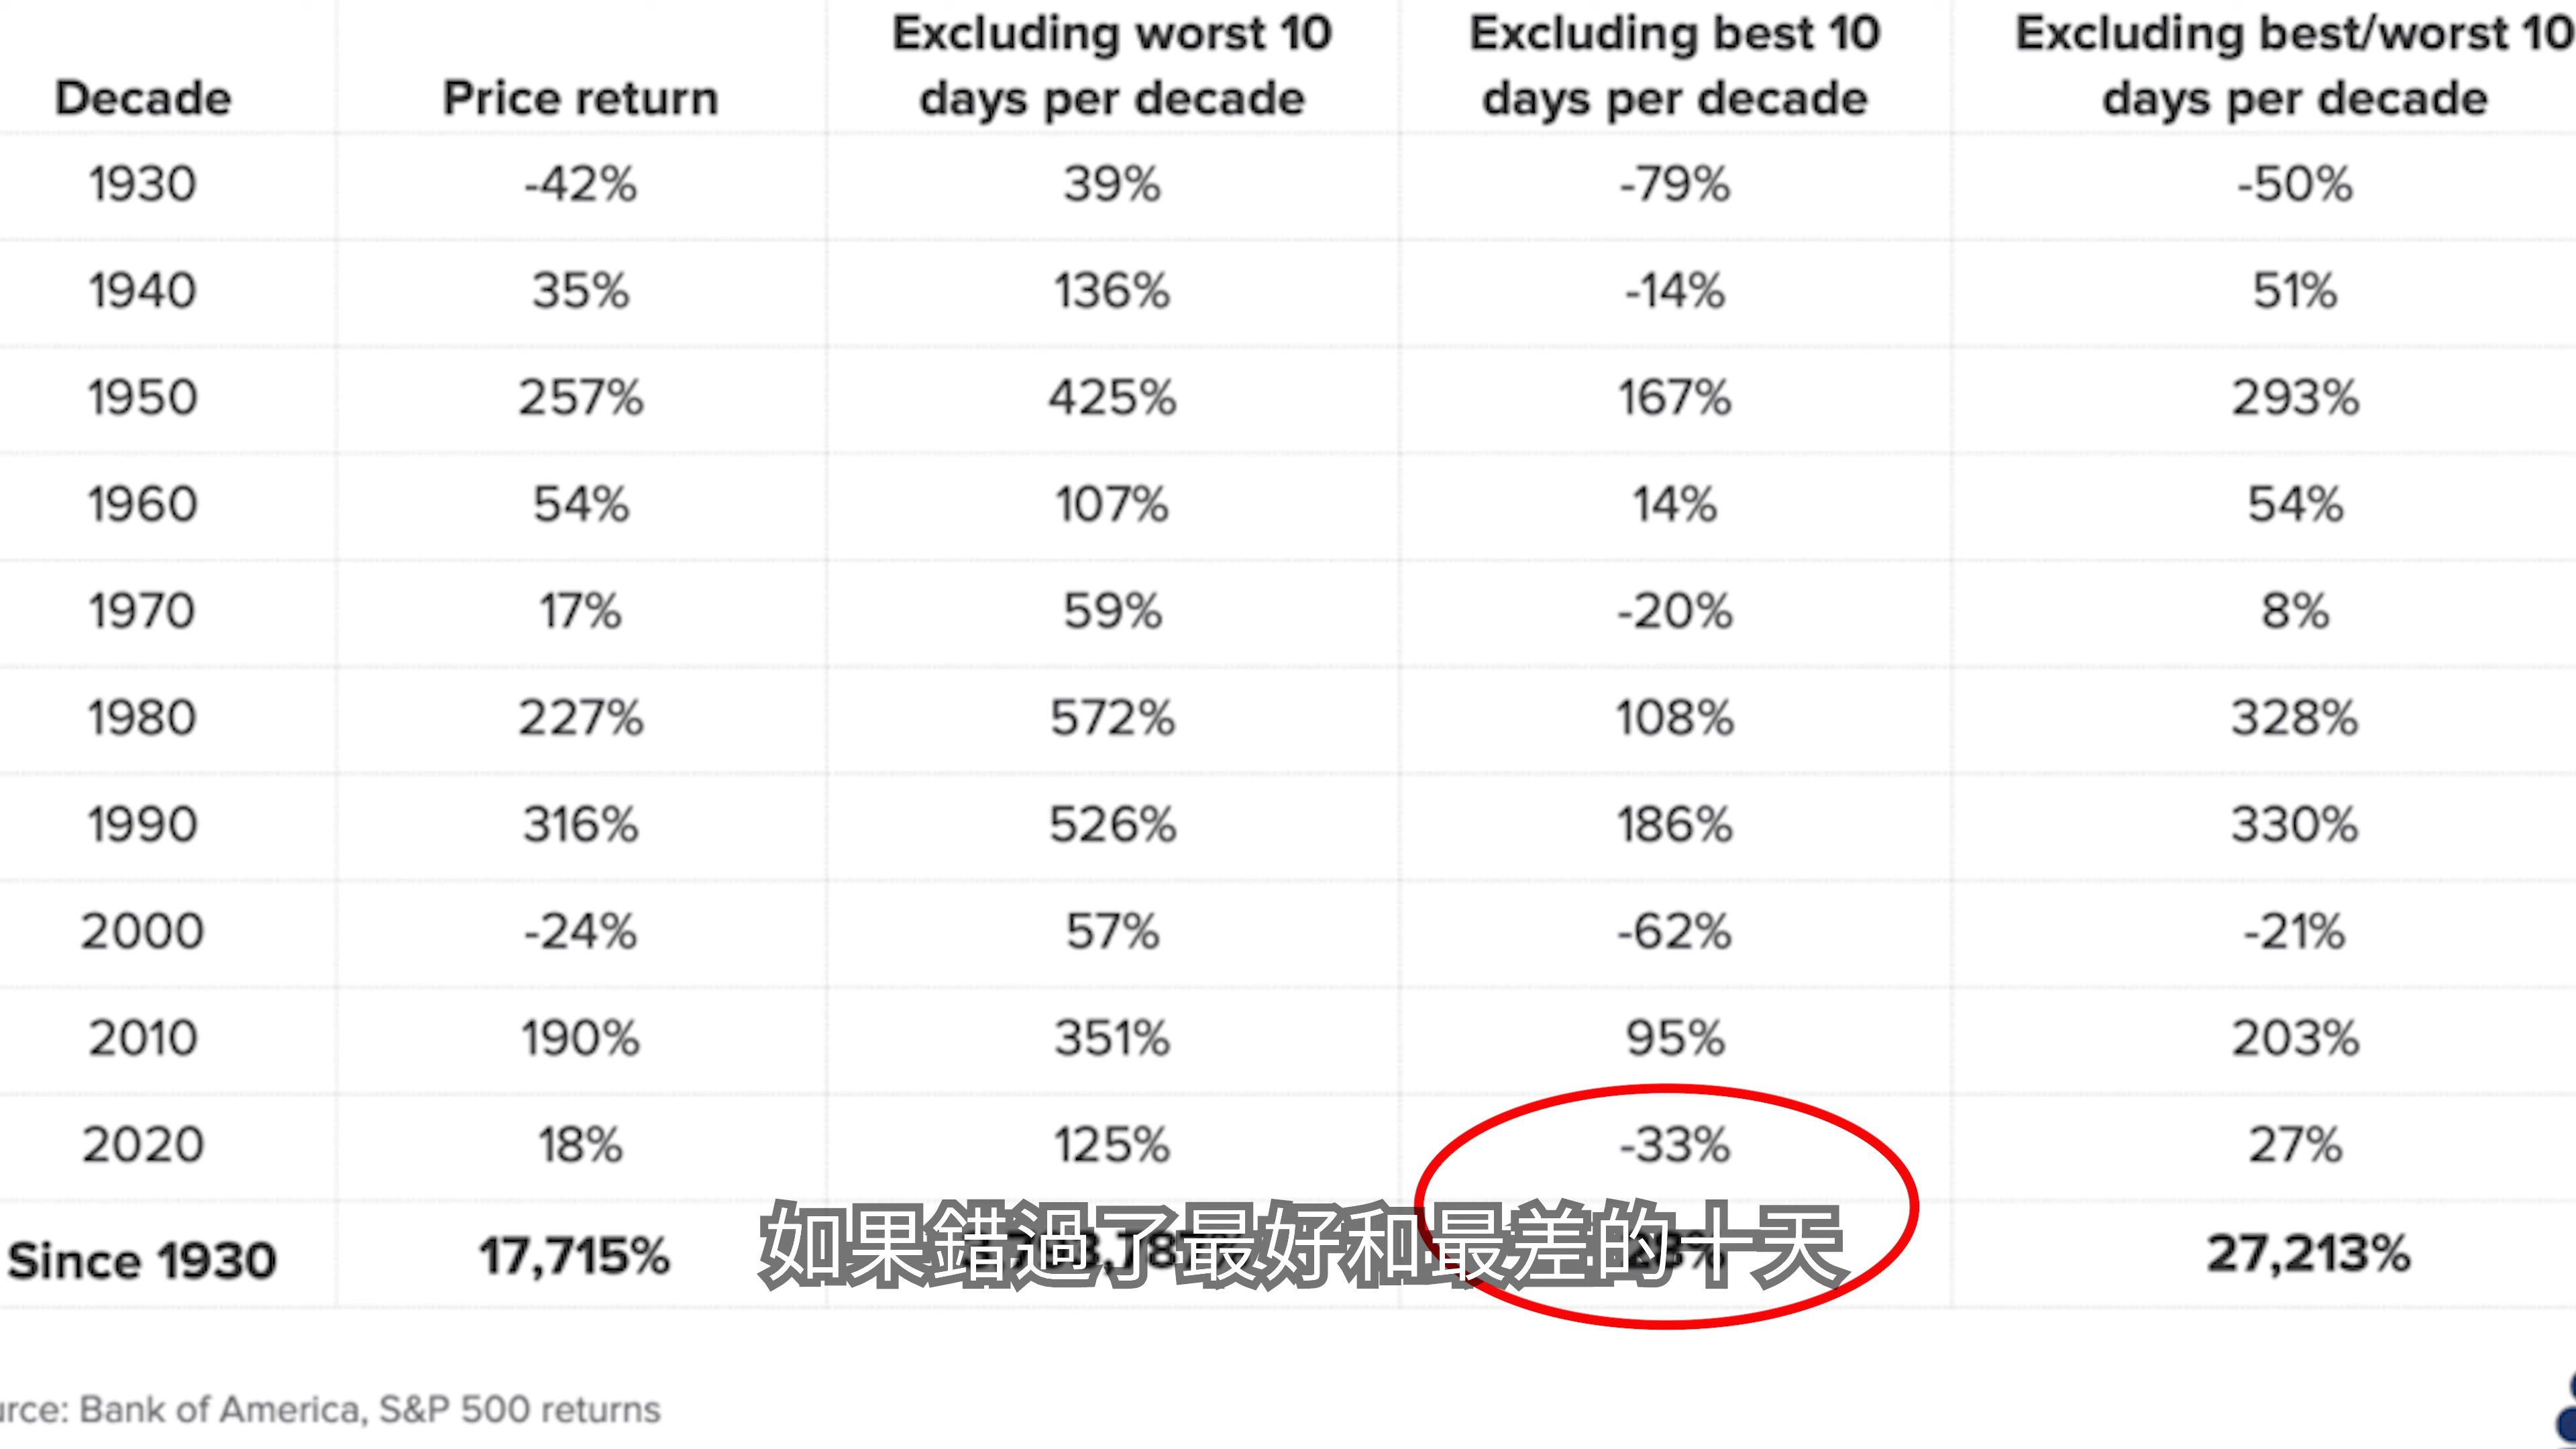 Excluding worst 10 Excluding best 10 Excluding best/worst 10
Decade Price return days per decade days per decade days per decade
1930 -42% 39% -79% -50%
1940 35% 136% -14% 51%
1950 257% 425% 167% 293%
1960 54% 107% 14% 54%
1970 17% 59% -20% 8%
1980 227% 572% 108% 328%
1990 316% 526% 186% 330%
2000 -24% 57% -62% -21%
2010 190% 351% 95% 203%
2020 18% 125% -33% 27%
Since 1930 17,715% 27,213%
如果錯過了最好和最差的十天
Bank of America, S&P 500 returns